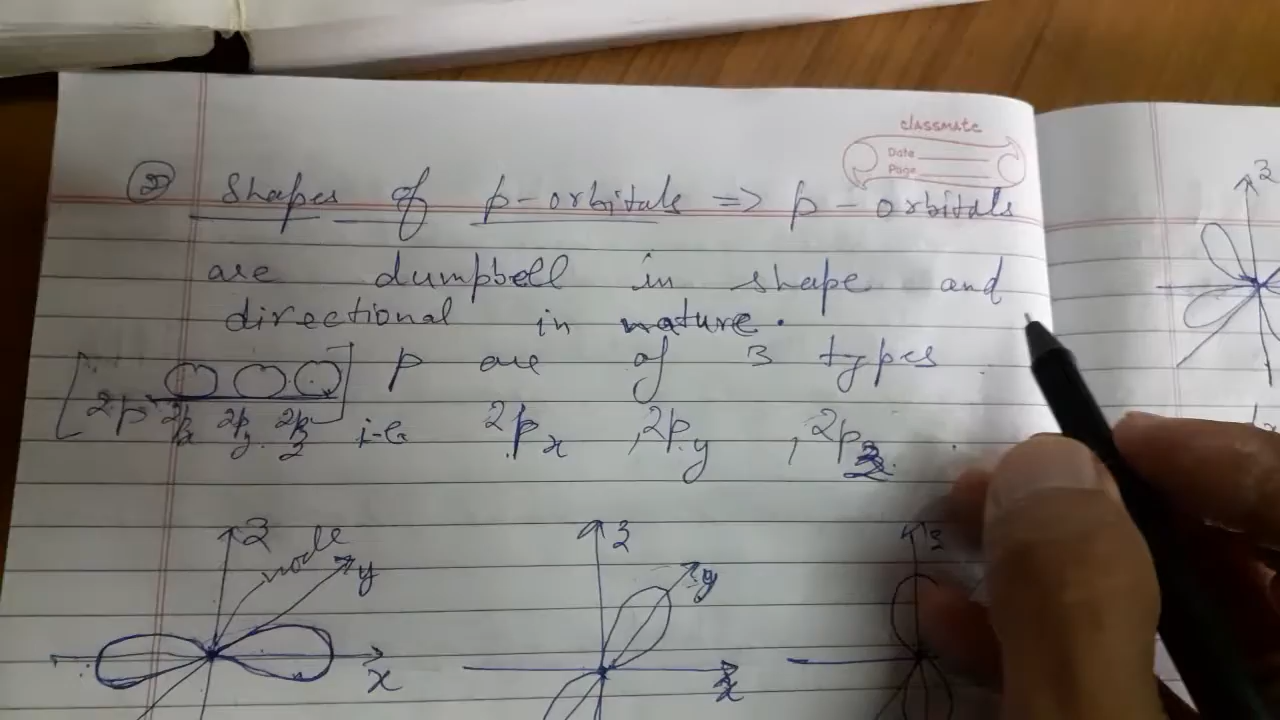 classmate
Date
Page
② Shapes of p-orbitals => p - orbitals
are dumpbell in shape and
directional in nature.
p are of 3 types
2p 2px 2py 2pz i-e 2px , 2py , 2pz
z node y x
z y x
z
z